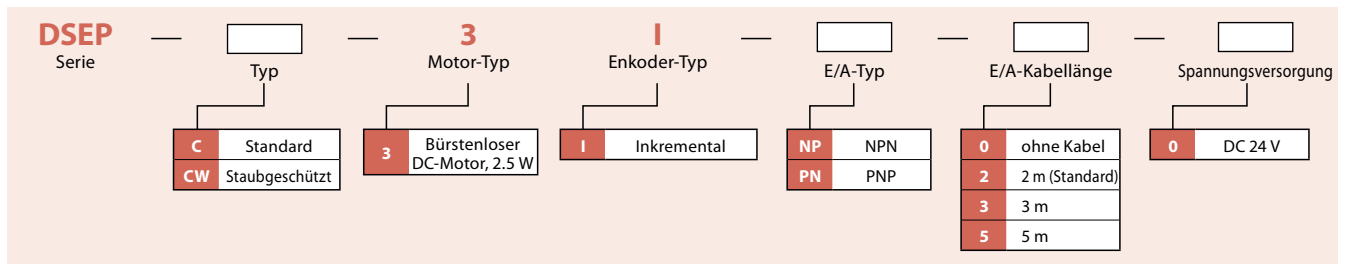 DSEP — — 3 I — — —
Serie Typ Motor-Typ Enkoder-Typ E/A-Typ E/A-Kabellänge Spannungsversorgung
C Standard
CW Staubgeschützt
3 Bürstenloser
DC-Motor, 2.5 W
I Inkremental
NP NPN
PN PNP
0 ohne Kabel
2 2 m (Standard)
3 3 m
5 5 m
0 DC 24 V